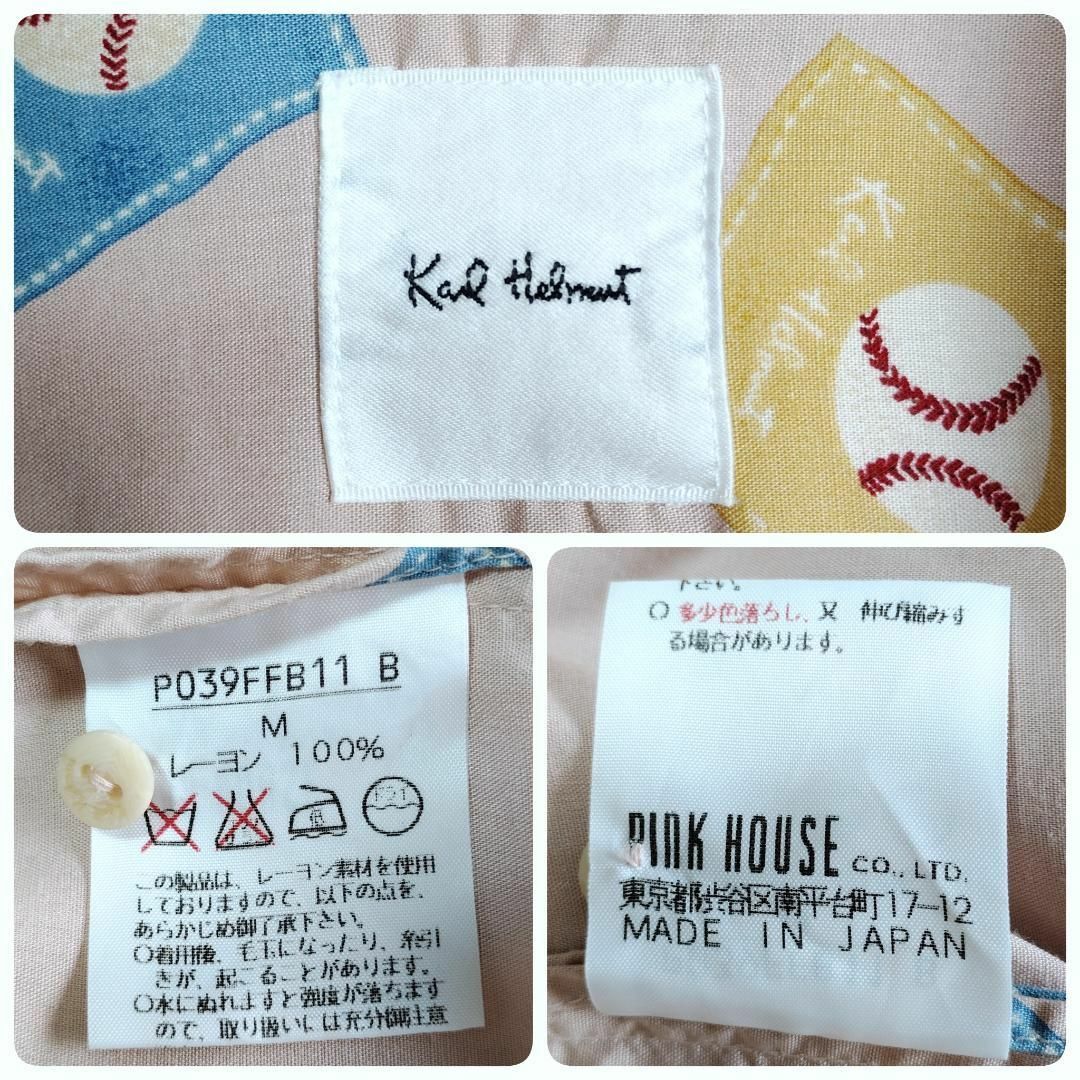 Karl Helmut
Karl Helmut
P039FFB11 B
M
レーヨン 100%
低
この製品は、レーヨン素材を使用
しておりますので、以下の点を、
あらかじめ御了承下さい。
○着用後、毛玉になったり、糸引
きが、起こることがあります。
○水にぬれますと強度が落ちます
ので、取り扱いには充分御注意
下さい。
○ 多少色落ちし、又 伸び縮みす
る場合があります。
PINK HOUSE CO., LTD.
東京都渋谷区南平台町17-12
MADE IN JAPAN